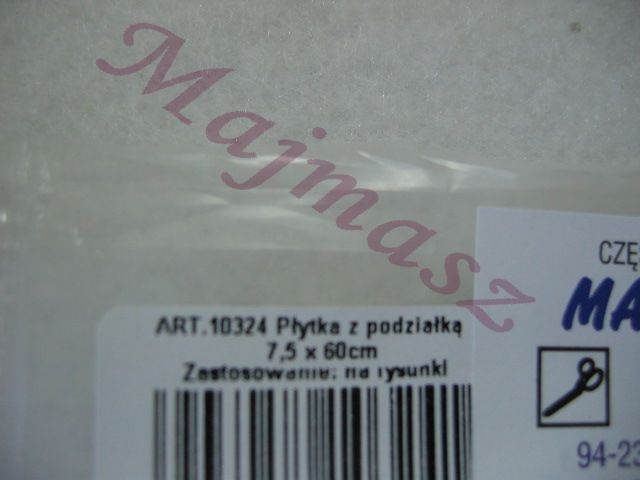 Majmasz
ART.10324 Płytka z podziałką
7,5 x 60cm
Zastosowanie: na rysunki
CZĘ
MA
94-23